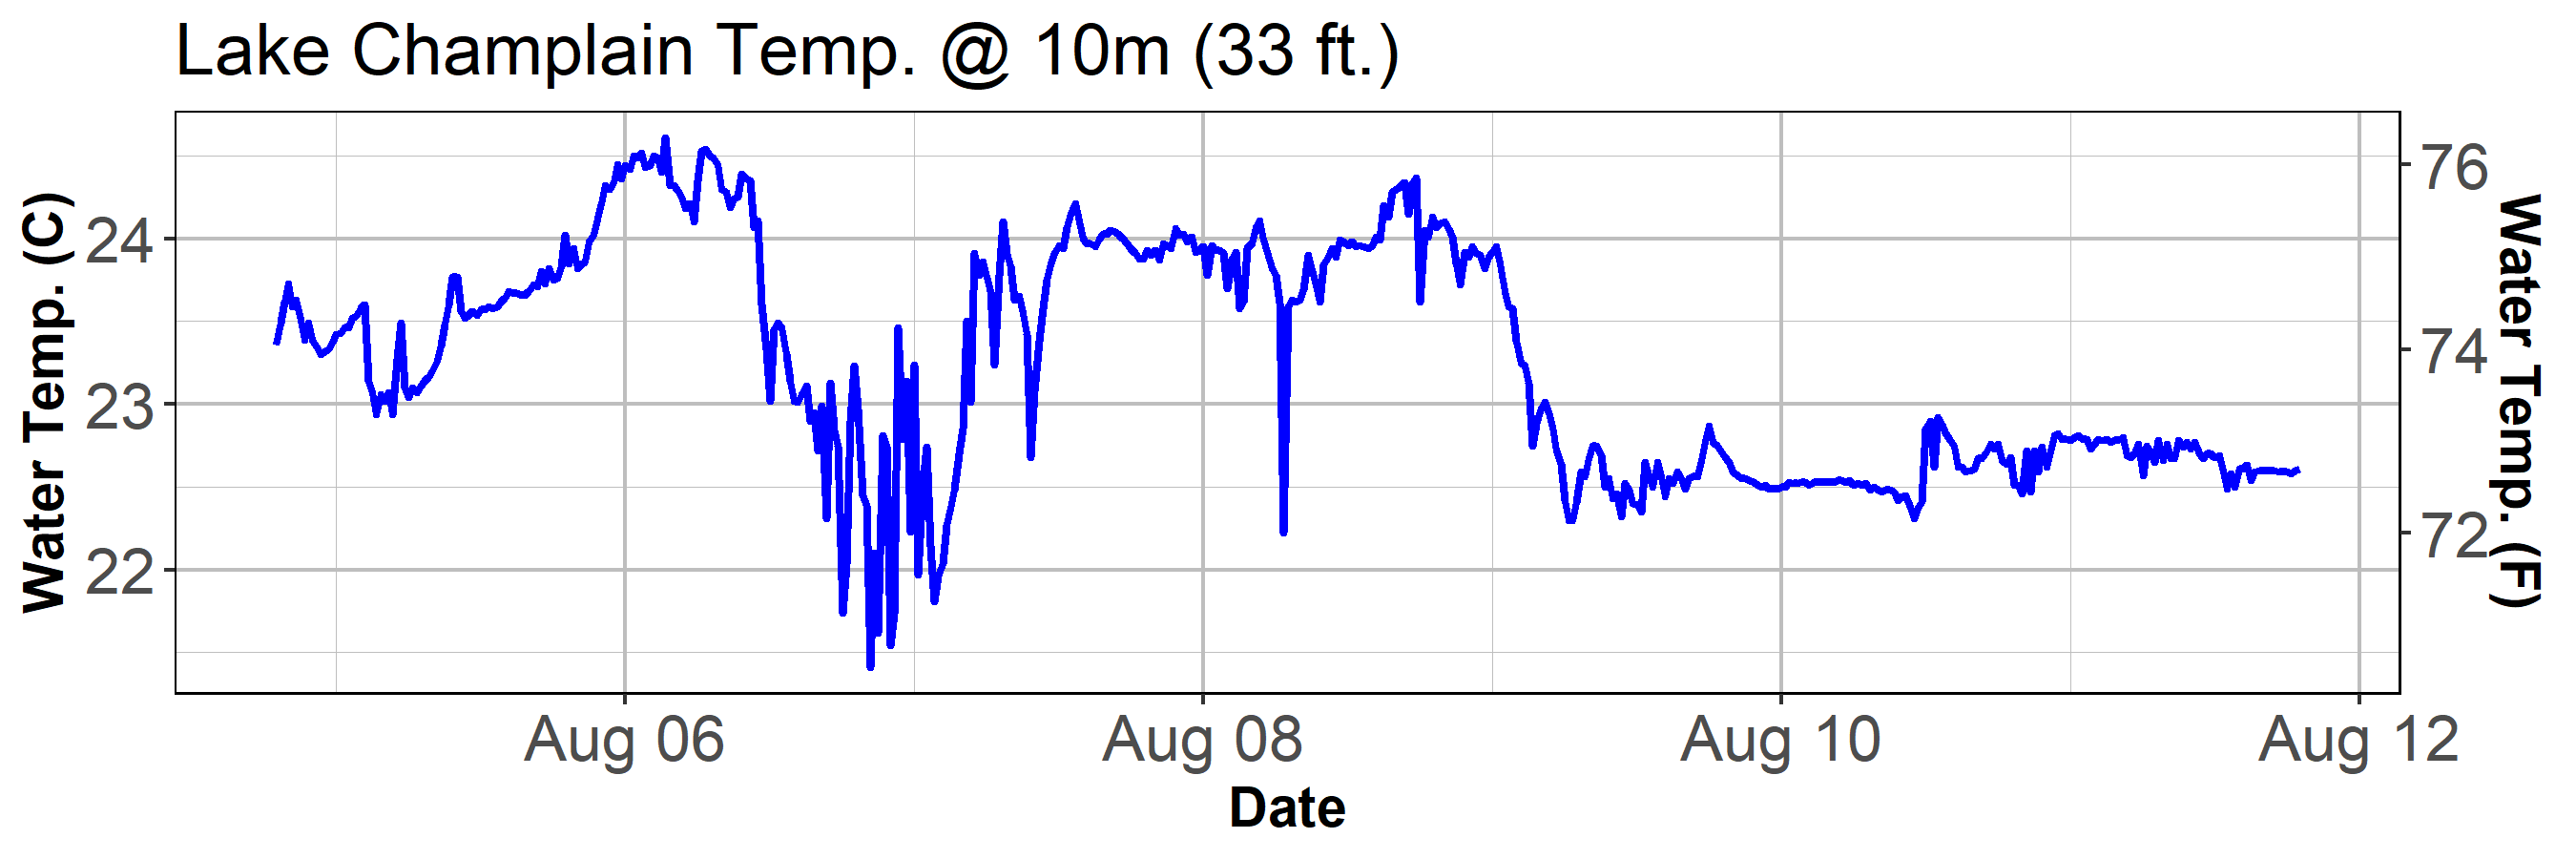 Lake Champlain Temp. @ 10m (33 ft.)
Water Temp. (C)
24
23
22
76
74
72
Water Temp. (F)
Aug 06
Aug 08
Aug 10
Aug 12
Date